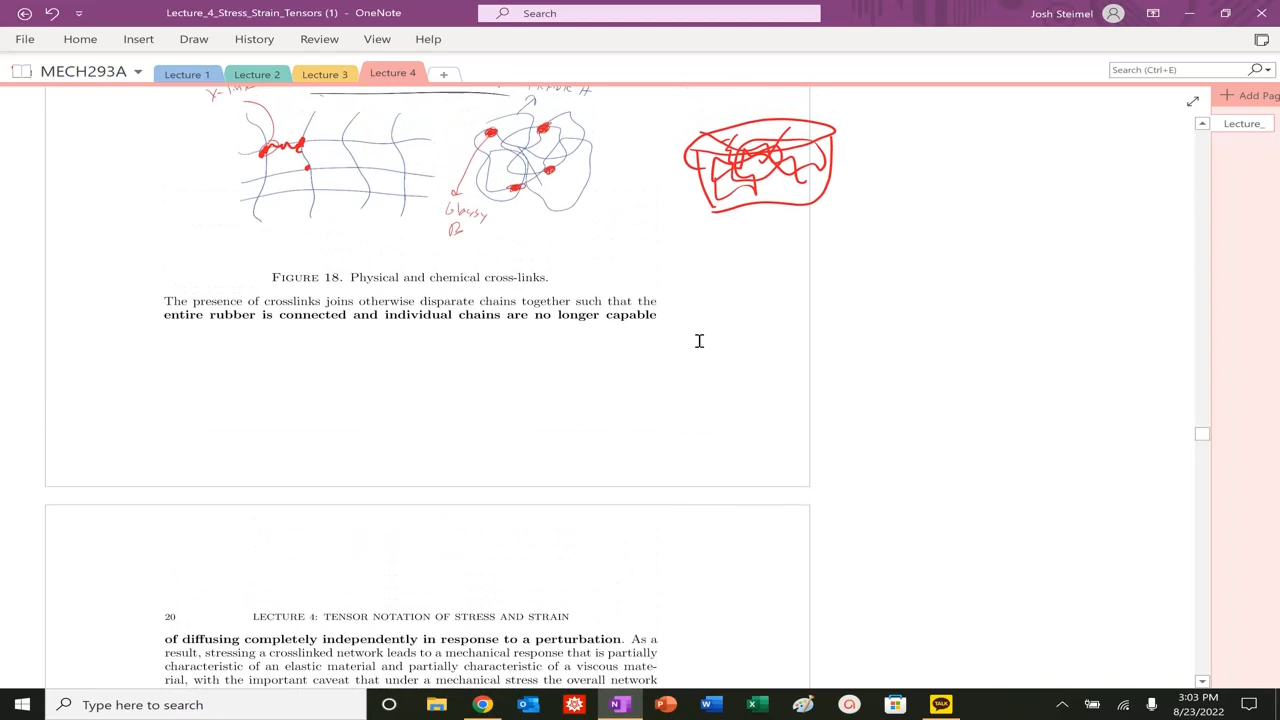 Lecture_4_Stress_Strain_Tensors (1) - OneNote
Search
Josh Steimel
File Home Insert Draw History Review View Help
MECH293A
Lecture 1
Lecture 2
Lecture 3
Lecture 4
Search (Ctrl+E)
Add Pag
Lecture_
Glassy
B
FIGURE 18. Physical and chemical cross-links.
The presence of crosslinks joins otherwise disparate chains together such that the
entire rubber is connected and individual chains are no longer capable
20 LECTURE 4: TENSOR NOTATION OF STRESS AND STRAIN
of diffusing completely independently in response to a perturbation. As a
result, stressing a crosslinked network leads to a mechanical response that is partially
characteristic of an elastic material and partially characteristic of a viscous mate-
rial, with the important caveat that under a mechanical stress the overall network
Type here to search
TALK
3:03 PM
8/23/2022